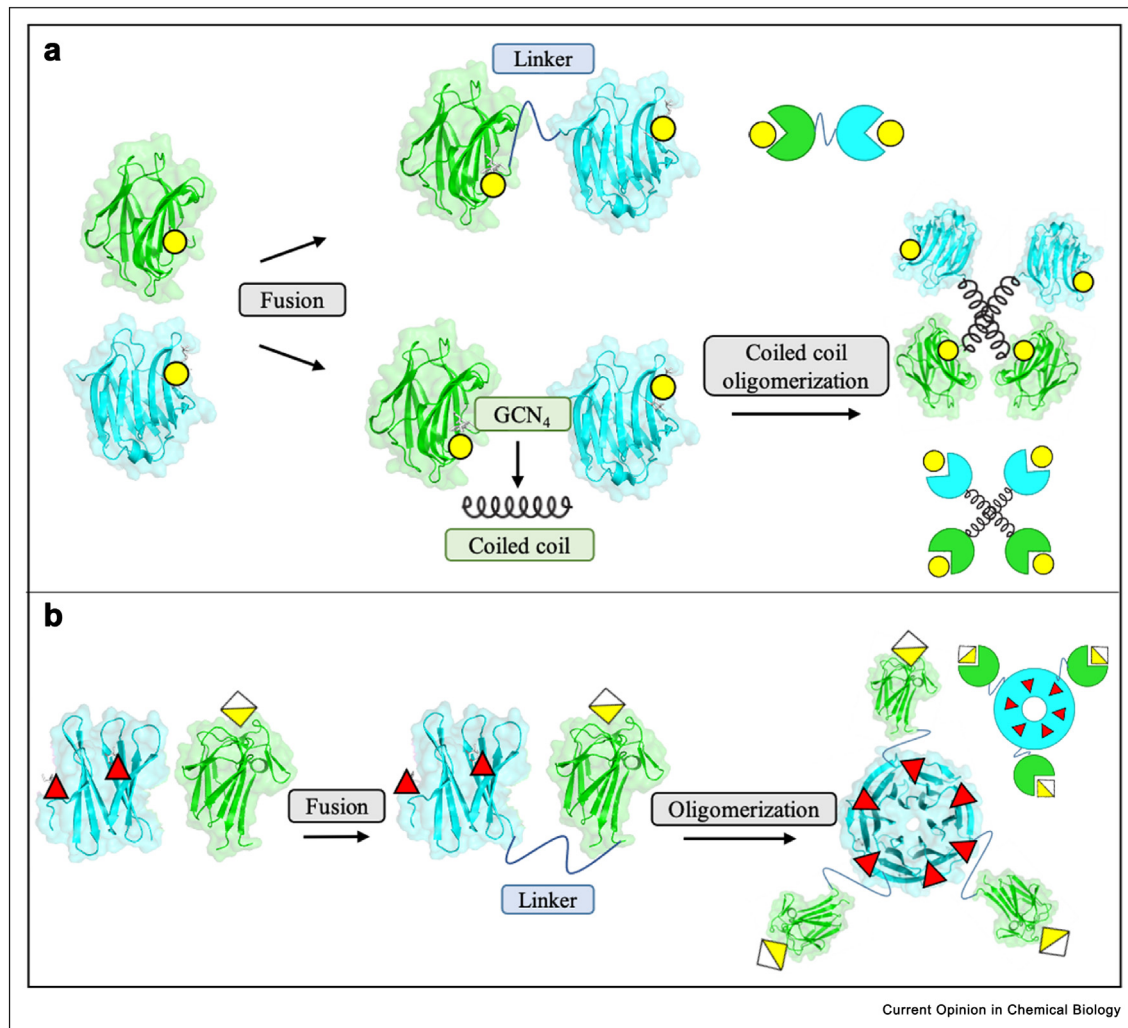 a
Linker
Fusion
GCN₄
Coiled coil
Coiled coil
oligomerization
b
Fusion
Linker
Oligomerization
Current Opinion in Chemical Biology